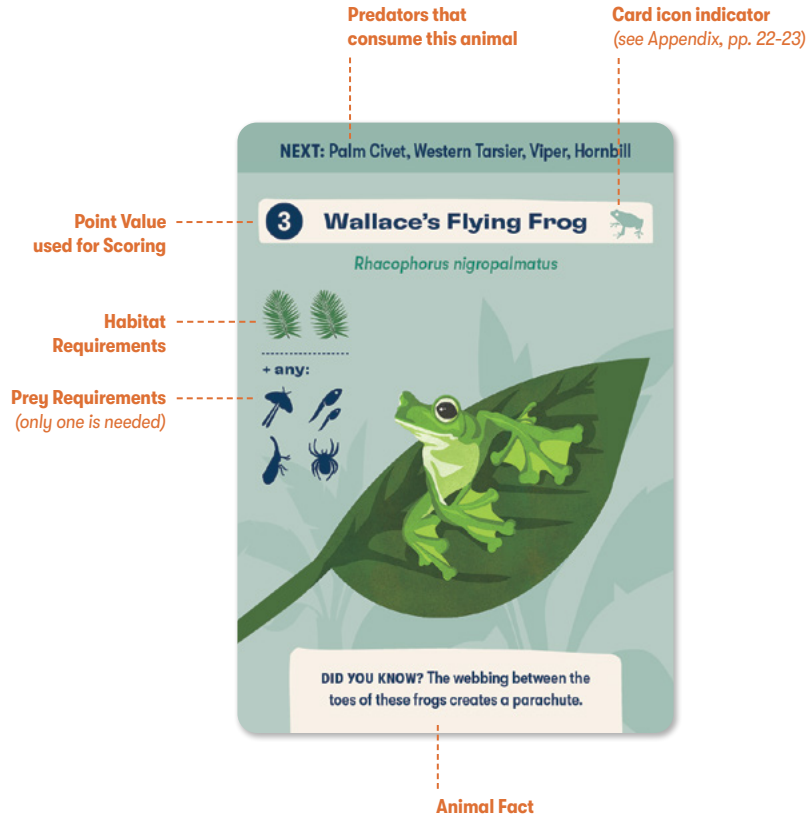 Predators that
consume this animal
Card icon indicator
(see Appendix, pp. 22-23)
NEXT: Palm Civet, Western Tarsier, Viper, Hornbill
Point Value
used for Scoring
3 Wallace's Flying Frog
Rhacophorus nigropalmatus
Habitat
Requirements
+ any:
Prey Requirements
(only one is needed)
DID YOU KNOW? The webbing between the
toes of these frogs creates a parachute.
Animal Fact